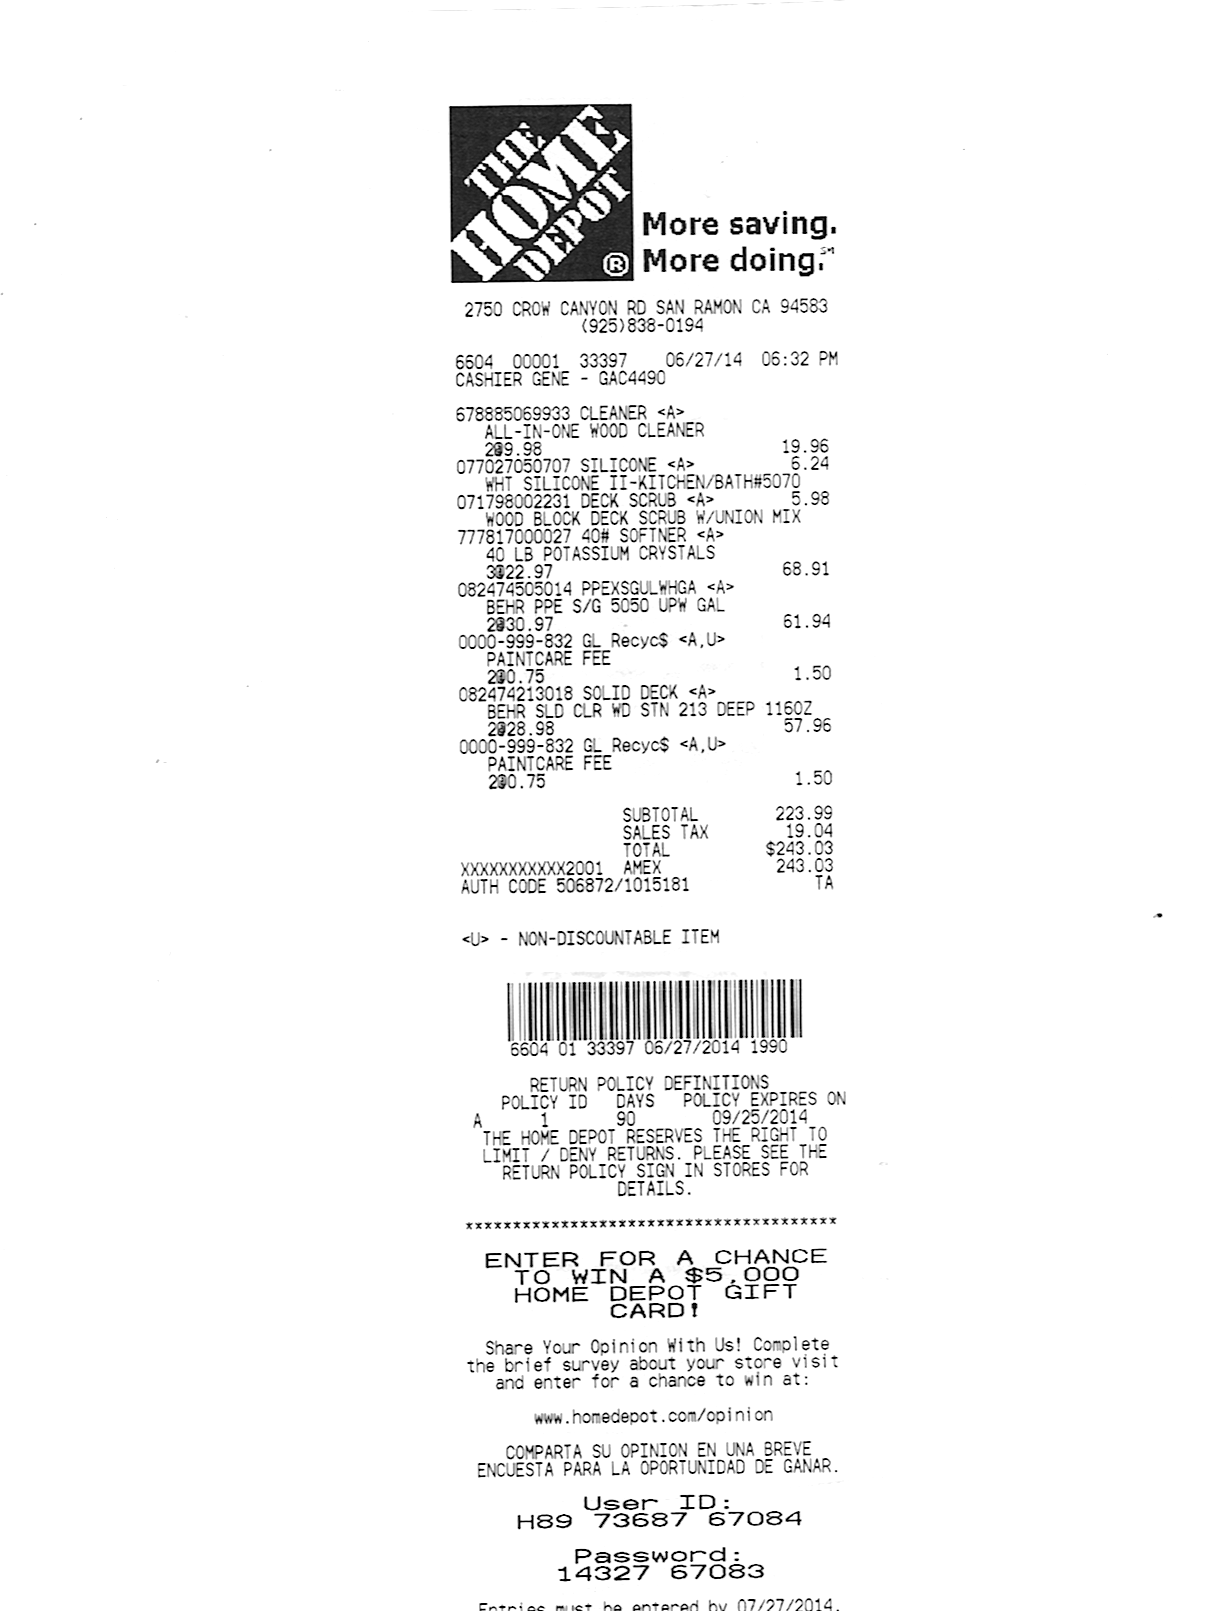 THE
HOME
DEPOT
®
More saving.
More doing.℠
2750 CROW CANYON RD SAN RAMON CA 94583
(925)838-0194
6604 00001 33397 06/27/14 06:32 PM
CASHIER GENE - GAC4490
678885069933 CLEANER <A>
ALL-IN-ONE WOOD CLEANER
2@9.98 19.96
077027050707 SILICONE <A> 6.24
WHT SILICONE II-KITCHEN/BATH#5070
071798002231 DECK SCRUB <A> 5.98
WOOD BLOCK DECK SCRUB W/UNION MIX
777817000027 40# SOFTNER <A>
40 LB POTASSIUM CRYSTALS
3@22.97 68.91
082474505014 PPEXSGULWHGA <A>
BEHR PPE S/G 5050 UPW GAL
2@30.97 61.94
0000-999-832 GL Recyc$ <A,U>
PAINTCARE FEE
2@0.75 1.50
082474213018 SOLID DECK <A>
BEHR SLD CLR WD STN 213 DEEP 116OZ
2@28.98 57.96
0000-999-832 GL Recyc$ <A,U>
PAINTCARE FEE
2@0.75 1.50
SUBTOTAL 223.99
SALES TAX 19.04
TOTAL $243.03
XXXXXXXXXXX2001 AMEX 243.03
AUTH CODE 506872/1015181 TA
<U> - NON-DISCOUNTABLE ITEM
6604 01 33397 06/27/2014 1990
RETURN POLICY DEFINITIONS
POLICY ID DAYS POLICY EXPIRES ON
A 1 90 09/25/2014
THE HOME DEPOT RESERVES THE RIGHT TO
LIMIT / DENY RETURNS. PLEASE SEE THE
RETURN POLICY SIGN IN STORES FOR
DETAILS.
***************************************
ENTER FOR A CHANCE
TO WIN A $5,000
HOME DEPOT GIFT
CARD!
Share Your Opinion With Us! Complete
the brief survey about your store visit
and enter for a chance to win at:
www.homedepot.com/opinion
COMPARTA SU OPINION EN UNA BREVE
ENCUESTA PARA LA OPORTUNIDAD DE GANAR.
User ID:
H89 73687 67084
Password:
14327 67083
Entries must be entered by 07/27/2014.